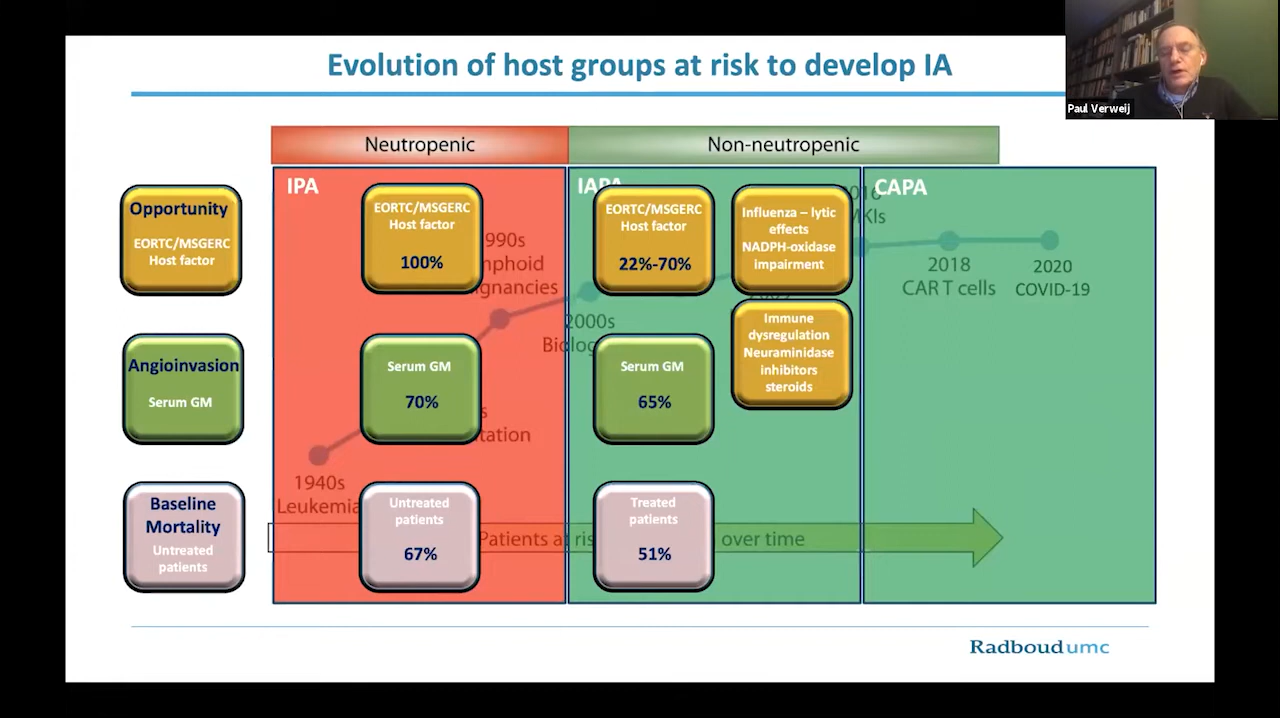 Evolution of host groups at risk to develop IA
Paul Verweij
Neutropenic
Non-neutropenic
IPA
IAPA
CAPA
Opportunity
EORTC/MSGERC
Host factor
EORTC/MSGERC
Host factor
100%
EORTC/MSGERC
Host factor
22%-70%
Influenza – lytic
effects
NADPH-oxidase
impairment
Immune
dysregulation
Neuraminidase
inhibitors
steroids
2018
CAR T cells
2020
COVID-19
2000s
Angioinvasion
Serum GM
Serum GM
70%
Serum GM
65%
1940s
Leukemia
Baseline
Mortality
Untreated
patients
Untreated
patients
67%
Treated
patients
51%
Patients at
over time
Radboudumc